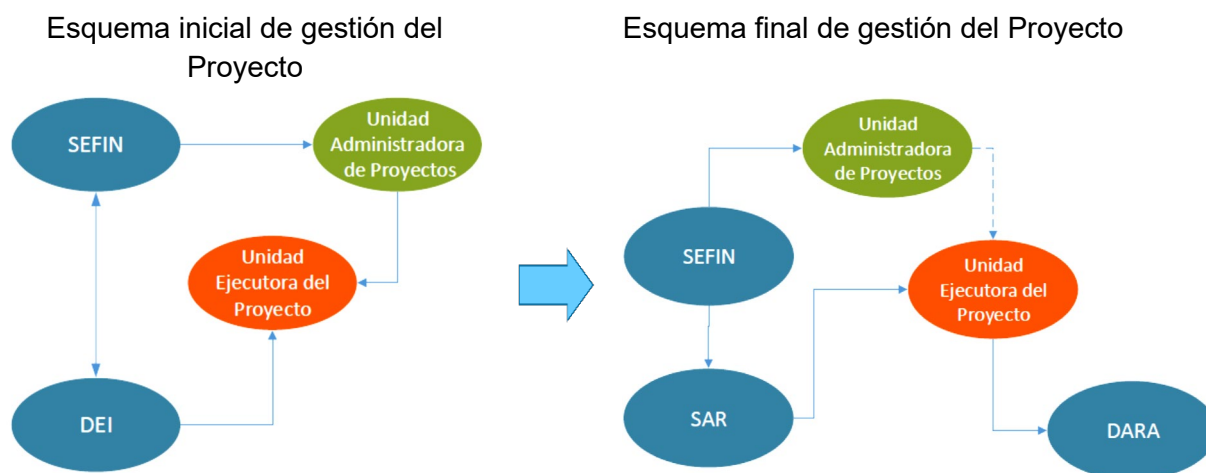 Esquema inicial de gestión del
Proyecto
SEFIN
Unidad
Administradora
de Proyectos
Unidad
Ejecutora del
Proyecto
DEI
Esquema final de gestión del Proyecto
Unidad
Administradora
de Proyectos
SEFIN
Unidad
Ejecutora del
Proyecto
SAR
DARA